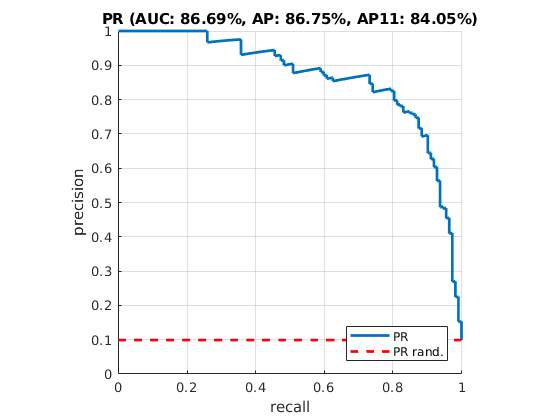 PR (AUC: 86.69%, AP: 86.75%, AP11: 84.05%)
1
0.9
0.8
0.7
0.6
0.5
0.4
0.3
0.2
0.1
0
precision
PR
PR rand.
0 0.2 0.4 0.6 0.8 1
recall